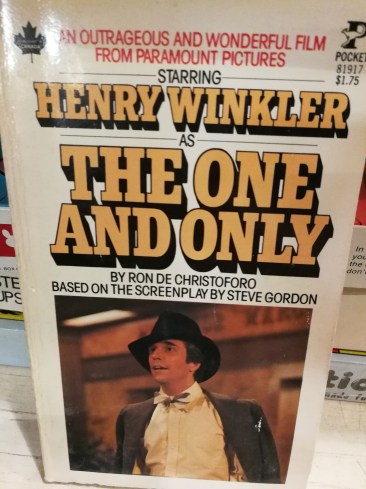 AN OUTRAGEOUS AND WONDERFUL FILM
FROM PARAMOUNT PICTURES
POCKET
81917
$1.75
STARRING
HENRY WINKLER
AS
THE ONE
AND ONLY
BY RON DE CHRISTOFORO
BASED ON THE SCREENPLAY BY STEVE GORDON